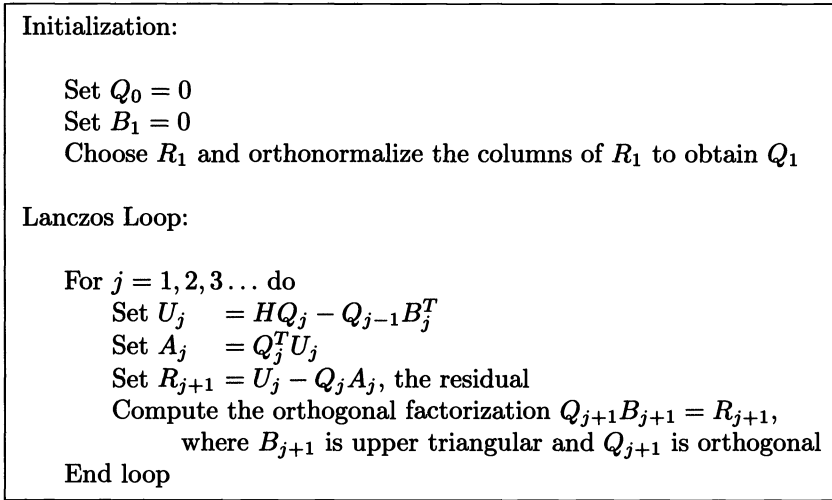 Initialization:
Set Q_0 = 0
Set B_1 = 0
Choose R_1 and orthonormalize the columns of R_1 to obtain Q_1
Lanczos Loop:
For j = 1, 2, 3 … do
Set U_j = HQ_j − Q_{j−1}B_j^T
Set A_j = Q_j^T U_j
Set R_{j+1} = U_j − Q_jA_j, the residual
Compute the orthogonal factorization Q_{j+1}B_{j+1} = R_{j+1},
where B_{j+1} is upper triangular and Q_{j+1} is orthogonal
End loop